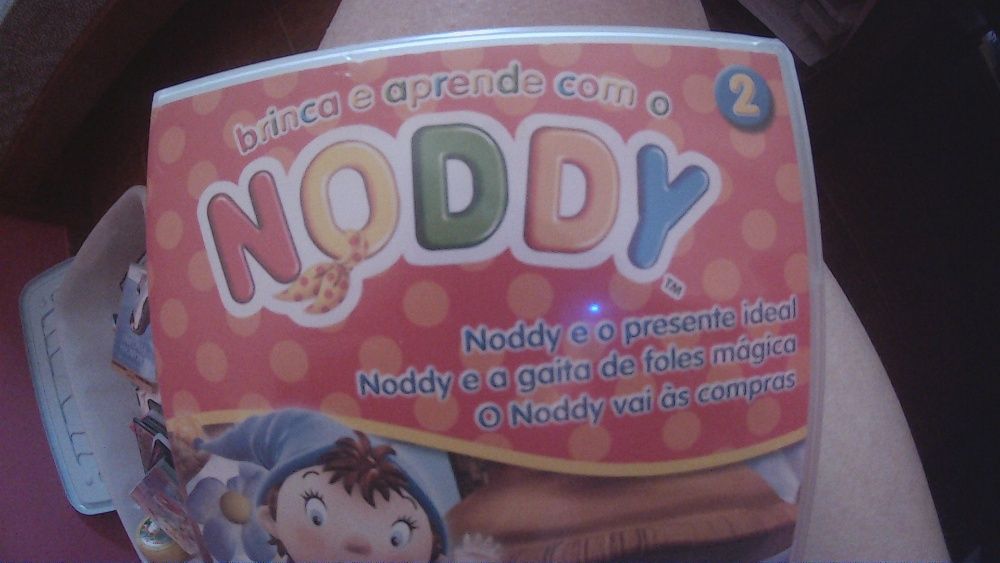 brinca e aprende com o
2
NODDY
TM
Noddy e o presente ideal
Noddy e a gaita de foles mágica
O Noddy vai às compras